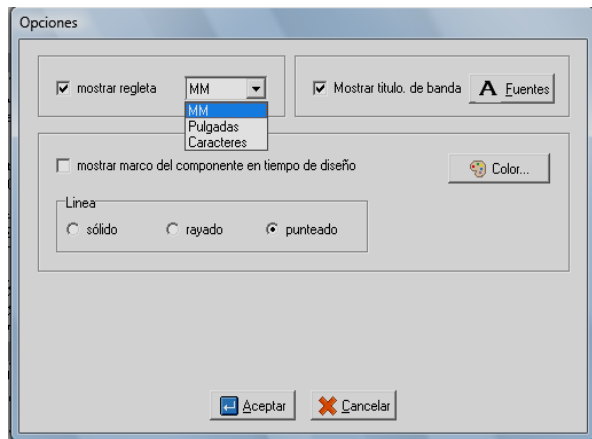 Opciones
mostrar regleta
MM
Mostrar titulo. de banda
A Fuentes
MM
Pulgadas
Caracteres
mostrar marco del componente en tiempo de diseño
Color...
Linea
sólido
rayado
punteado
Aceptar
Cancelar